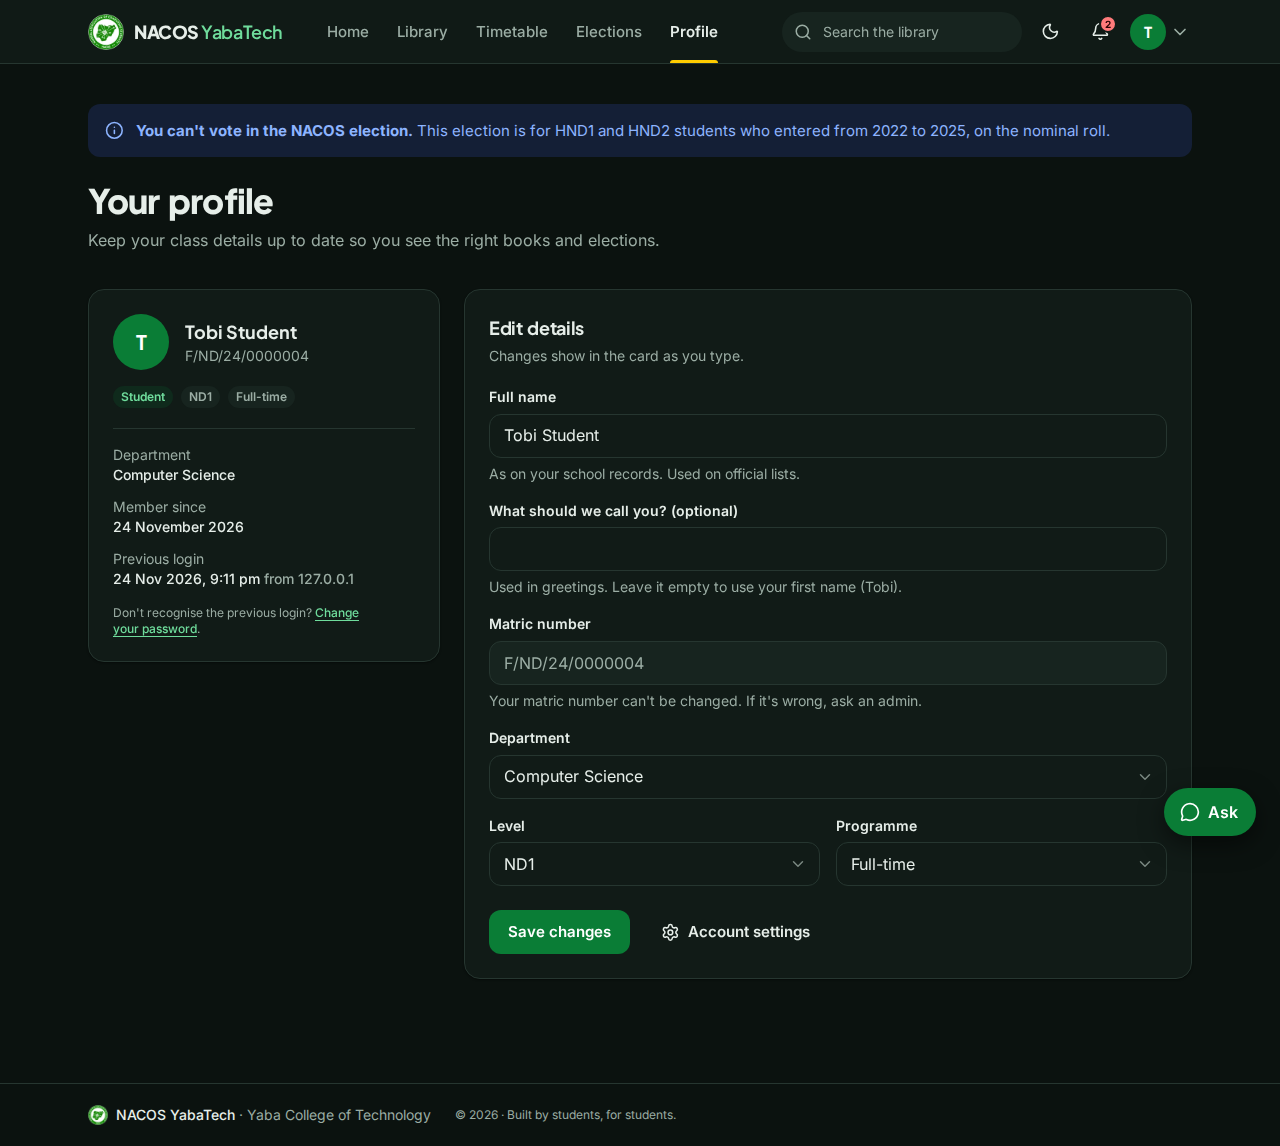 NACOS YabaTech
Home
Library
Timetable
Elections
Profile
Search the library
2
T
You can't vote in the NACOS election. This election is for HND1 and HND2 students who entered from 2022 to 2025, on the nominal roll.
Your profile
Keep your class details up to date so you see the right books and elections.
T
Tobi Student
F/ND/24/0000004
Student
ND1
Full-time
Department
Computer Science
Member since
24 November 2026
Previous login
24 Nov 2026, 9:11 pm from 127.0.0.1
Don't recognise the previous login? Change
your password.
Edit details
Changes show in the card as you type.
Full name
Tobi Student
As on your school records. Used on official lists.
What should we call you? (optional)
Used in greetings. Leave it empty to use your first name (Tobi).
Matric number
F/ND/24/0000004
Your matric number can't be changed. If it's wrong, ask an admin.
Department
Computer Science
Level
Programme
ND1
Full-time
Save changes
Account settings
Ask
NACOS YabaTech · Yaba College of Technology
© 2026 · Built by students, for students.